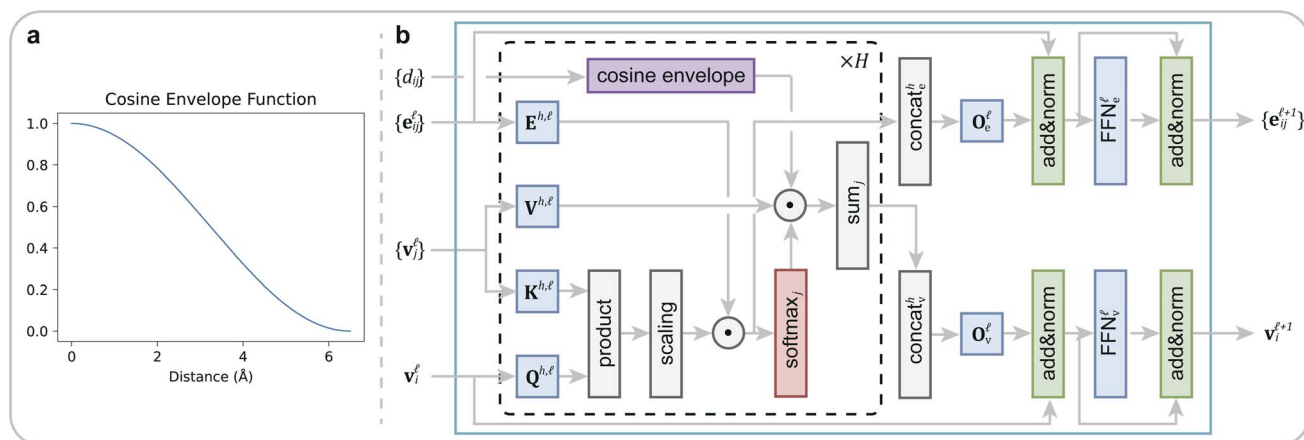 a
Cosine Envelope Function
1.0
0.8
0.6
0.4
0.2
0.0
0 2 4 6
Distance (Å)
b
{d_ij}
cosine envelope
×H
{e_ij^ℓ}
E^h,ℓ
V^h,ℓ
{v_j^ℓ}
K^h,ℓ
v_i^ℓ
Q^h,ℓ
product
scaling
softmax_j
sum_j
concat_e^h
O_e^ℓ
add&norm
FFN_e^ℓ
add&norm
{e_ij^ℓ+1}
concat_v^h
O_v^ℓ
add&norm
FFN_v^ℓ
add&norm
v_i^ℓ+1